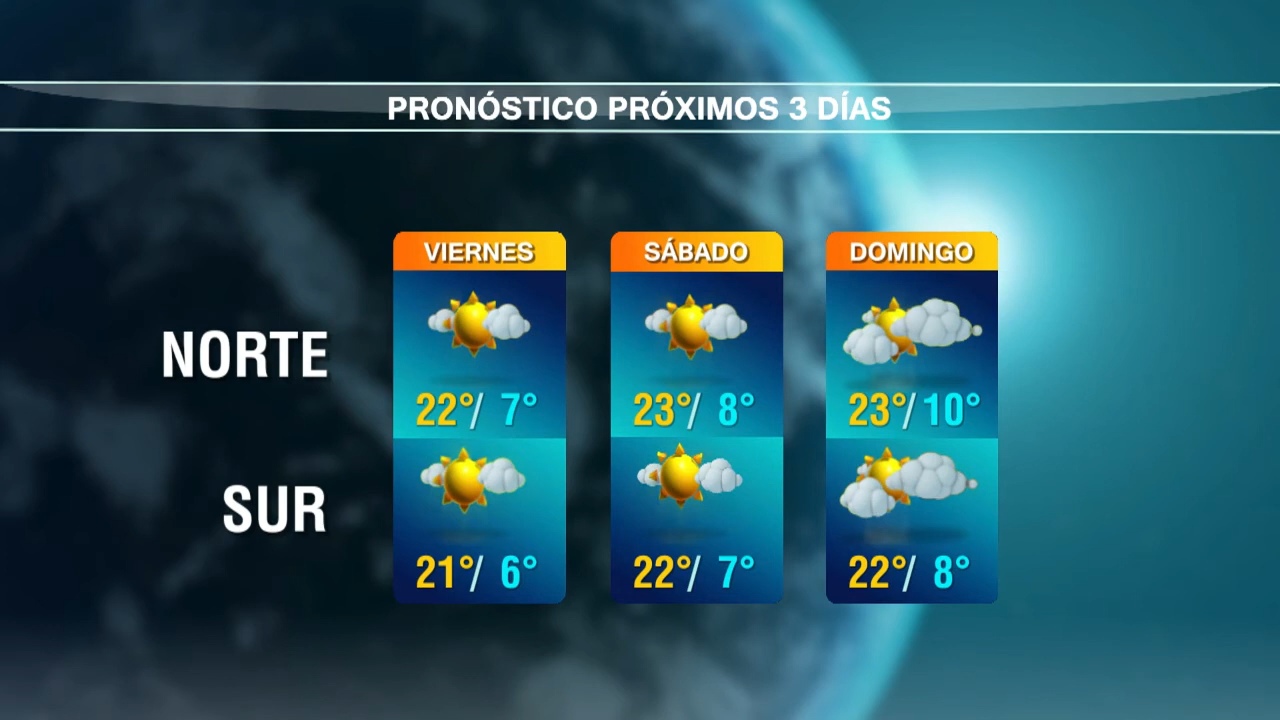 PRONÓSTICO PRÓXIMOS 3 DÍAS
VIERNES SÁBADO DOMINGO
NORTE
22°/ 7° 23°/ 8° 23°/ 10°
SUR
21°/ 6° 22°/ 7° 22°/ 8°